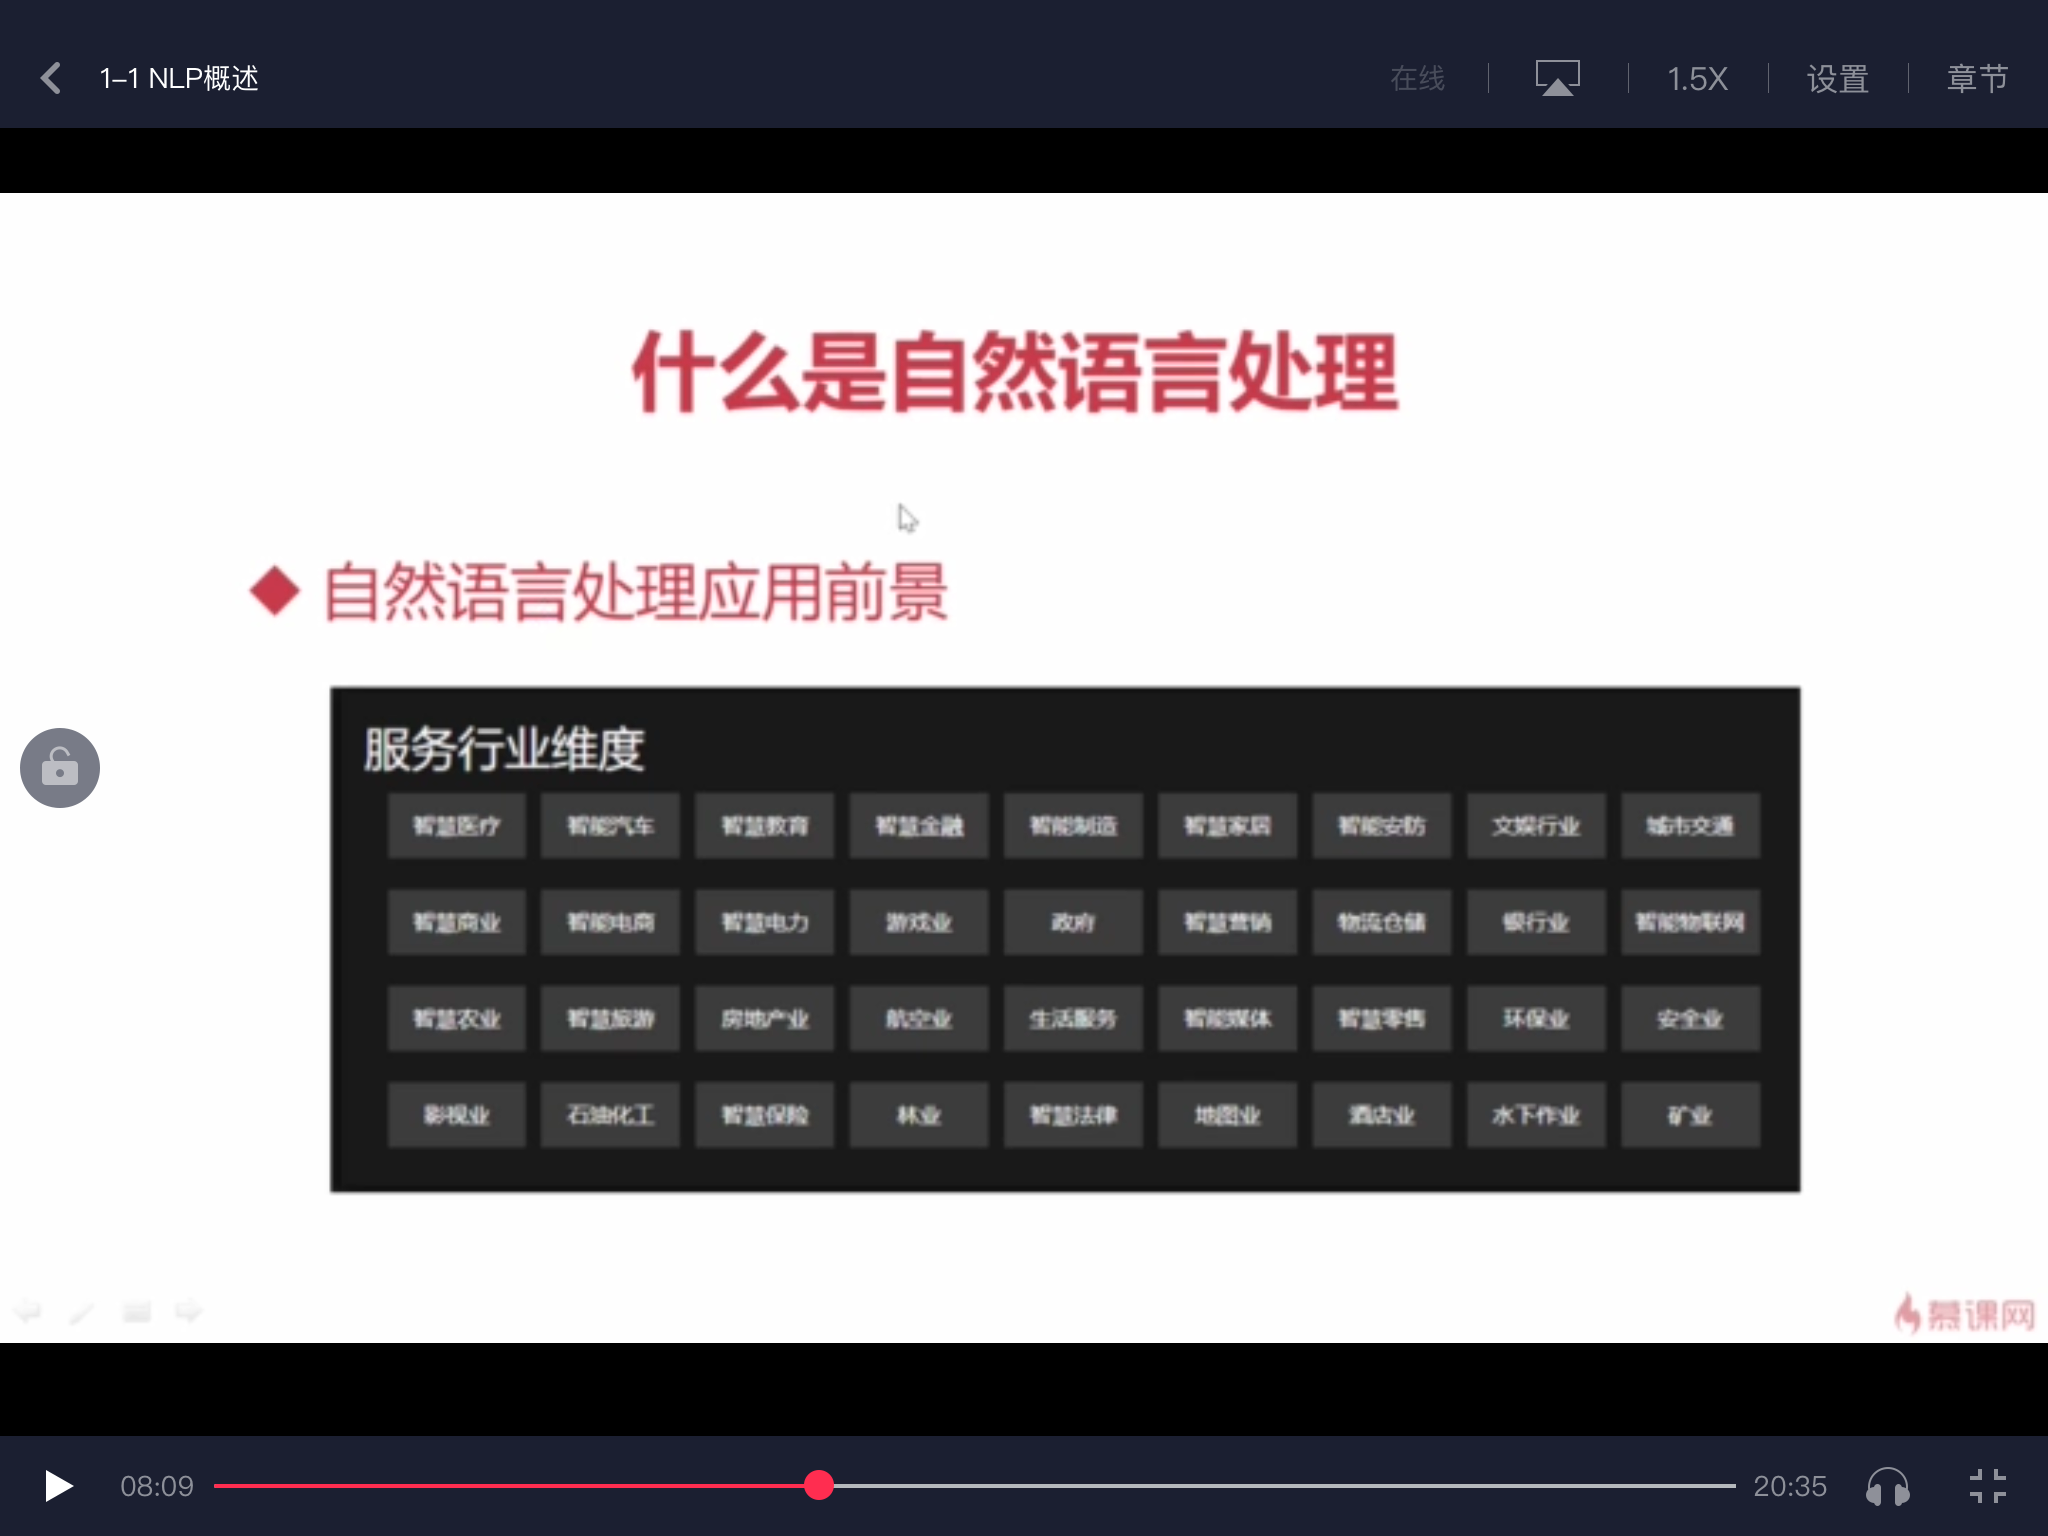 1-1 NLP概述
在线
1.5X
设置
章节
什么是自然语言处理
自然语言处理应用前景
服务行业维度
智慧医疗 智能汽车 智慧教育 智慧金融 智能制造 智慧家居 智能安防 文娱行业 城市交通
智慧商业 智能电商 智慧电力 游戏业 政府 智慧营销 物流仓储 银行业 智能物联网
智慧农业 智慧旅游 房地产业 航空业 生活服务 智能媒体 智慧零售 环保业 安全业
影视业 石油化工 智慧保险 林业 智慧法律 地图业 酒店业 水下作业 矿业
慕课网
08:09
20:35